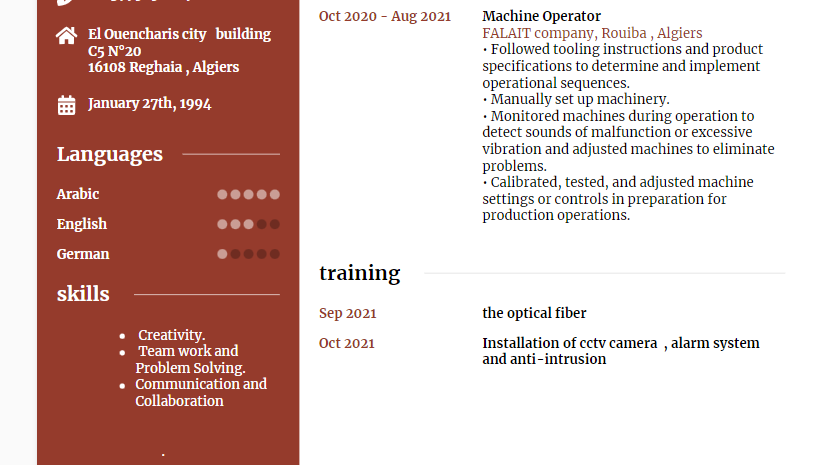 El Ouencharis city building
C5 N°20
16108 Reghaia , Algiers
January 27th, 1994
Languages
Arabic
English
German
skills
• Creativity.
• Team work and
Problem Solving.
• Communication and
Collaboration
.
Oct 2020 - Aug 2021
Machine Operator
FALAIT company, Rouiba , Algiers
• Followed tooling instructions and product
specifications to determine and implement
operational sequences.
• Manually set up machinery.
• Monitored machines during operation to
detect sounds of malfunction or excessive
vibration and adjusted machines to eliminate
problems.
• Calibrated, tested, and adjusted machine
settings or controls in preparation for
production operations.
training
Sep 2021
the optical fiber
Oct 2021
Installation of cctv camera , alarm system
and anti-intrusion